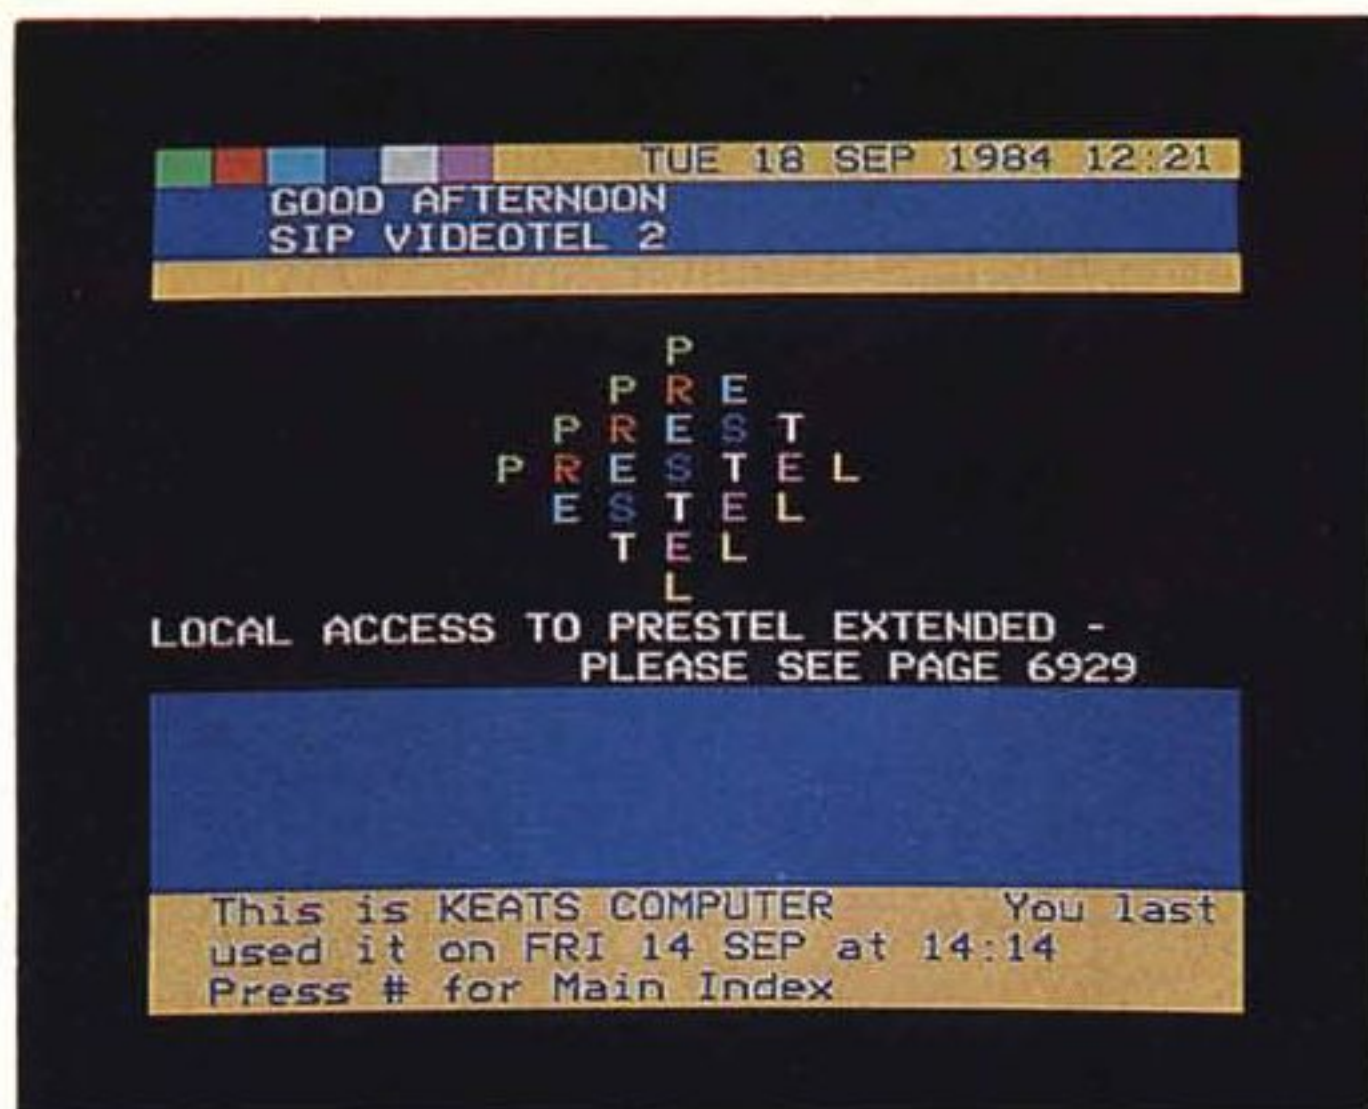 TUE 18 SEP 1984 12:21
GOOD AFTERNOON
SIP VIDEOTEL 2
P
P R E
P R E S T
P R E S T E L
E S T E L
T E L
L
LOCAL ACCESS TO PRESTEL EXTENDED -
PLEASE SEE PAGE 6929
This is KEATS COMPUTER You last
used it on FRI 14 SEP at 14:14
Press # for Main Index